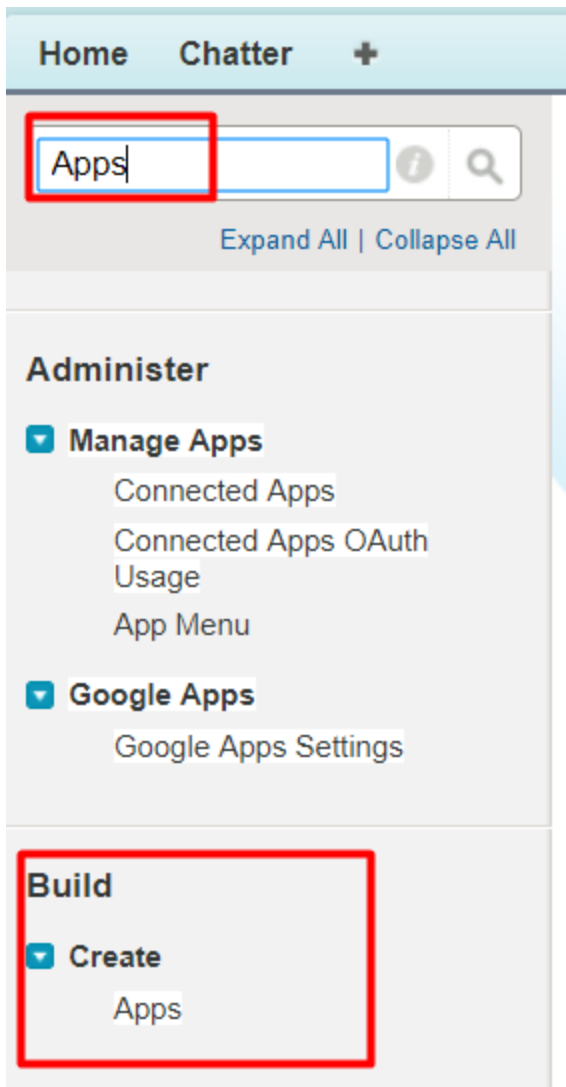 Home Chatter +
Apps
Expand All | Collapse All
Administer
Manage Apps
Connected Apps
Connected Apps OAuth
Usage
App Menu
Google Apps
Google Apps Settings
Build
Create
Apps